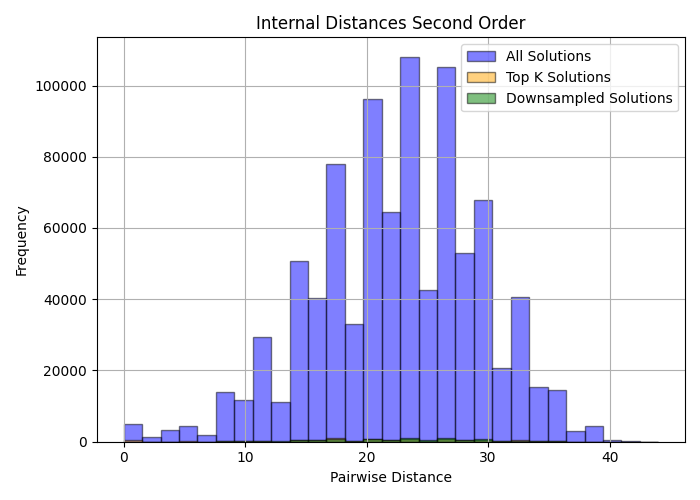 Internal Distances Second Order
All Solutions
Top K Solutions
Downsampled Solutions
100000
80000
60000
40000
20000
0
Frequency
0 10 20 30 40
Pairwise Distance